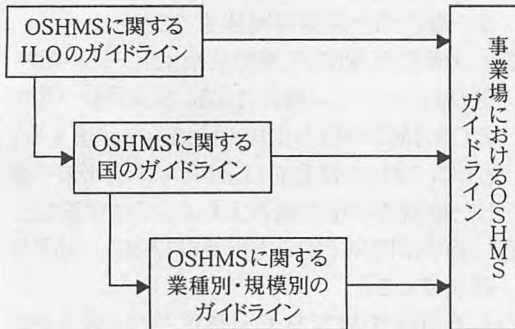 OSHMSに関する
ILOのガイドライン
OSHMSに関する
国のガイドライン
OSHMSに関する
業種別・規模別の
ガイドライン
事業場におけるOSHMS
ガイドライン